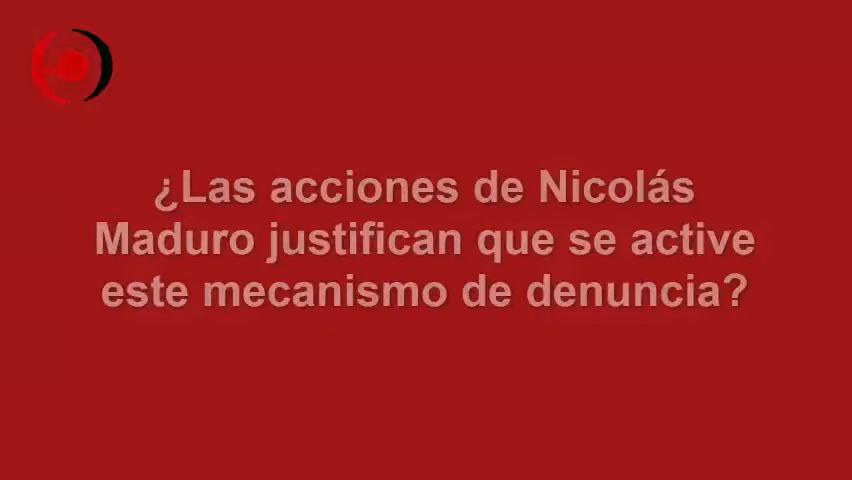 ¿Las acciones de Nicolás
Maduro justifican que se active
este mecanismo de denuncia?